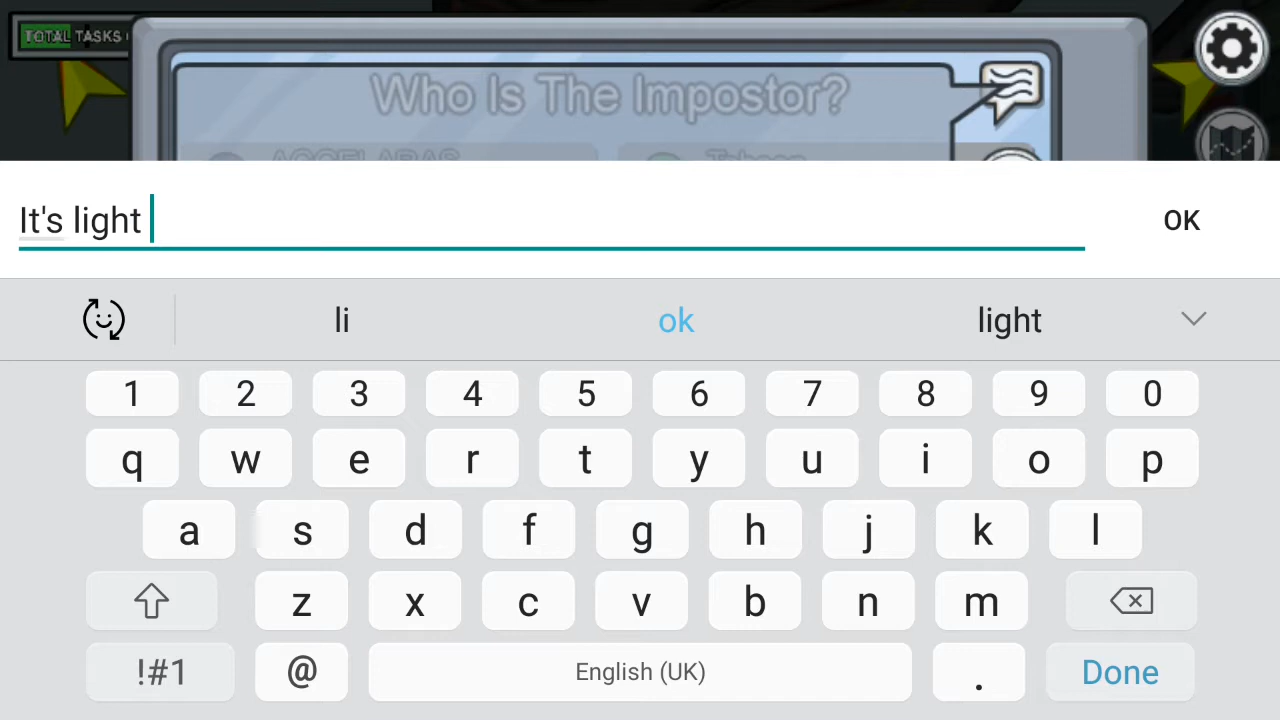 TOTAL TASKS
Who Is The Impostor?
It's light
OK
li ok light
1 2 3 4 5 6 7 8 9 0
q w e r t y u i o p
a s d f g h j k l
z x c v b n m
!#1 @ English (UK) . Done